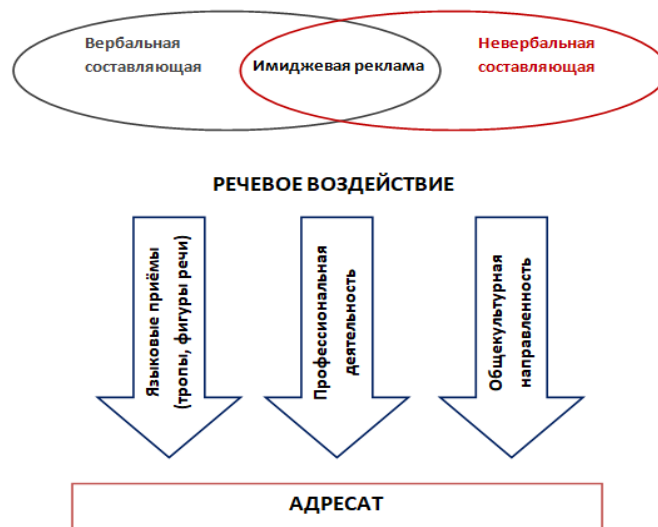 Вербальная
составляющая
Имиджевая реклама
Невербальная
составляющая
РЕЧЕВОЕ ВОЗДЕЙСТВИЕ
Языковые приёмы
(тропы, фигуры речи)
Профессиональная
деятельность
Общекультурная
направленность
АДРЕСАТ